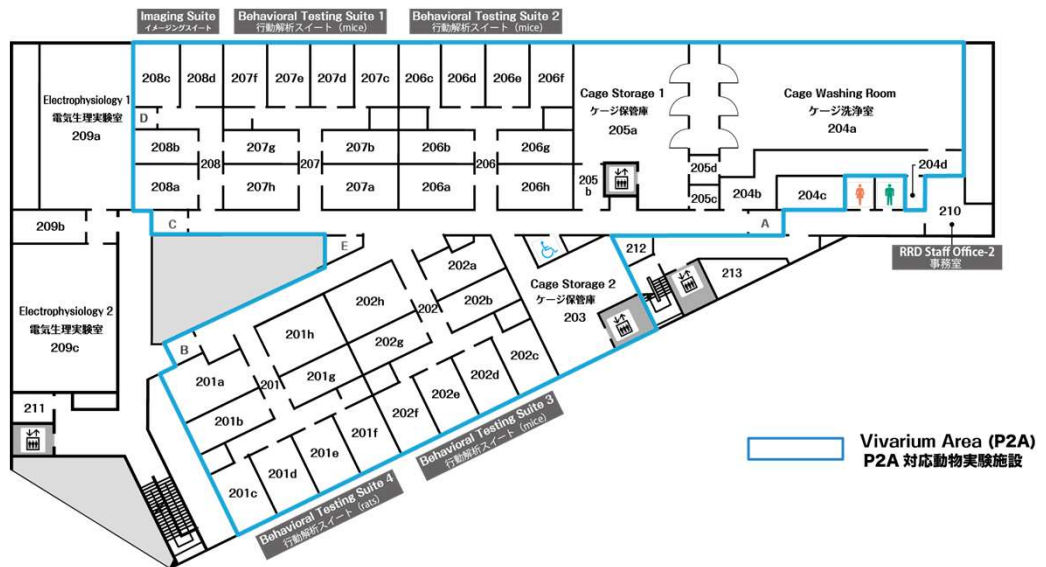 Imaging Suite
イメージングスイート
Behavioral Testing Suite 1
行動解析スイート（mice）
Behavioral Testing Suite 2
行動解析スイート（mice）
208c
208d
207f
207e
207d
207c
206c
206d
206e
206f
Electrophysiology 1
電気生理実験室
209a
Cage Storage 1
ケージ保管庫
205a
Cage Washing Room
ケージ洗浄室
204a
D
208b
207g
207b
206b
206g
208
207
206
205d
204d
208a
207h
207a
206a
206h
205
b
205c
204b
204c
209b
C
A
210
E
212
RRD Staff Office-2
事務室
202a
213
202h
202
202b
Cage Storage 2
ケージ保管庫
203
Electrophysiology 2
電気生理実験室
209c
201h
202g
B
202c
201a
201
201g
202d
202e
201b
202f
211
201f
201e
201d
201c
Behavioral Testing Suite 3
行動解析スイート（mice）
Behavioral Testing Suite 4
行動解析スイート（rats）
Vivarium Area (P2A)
P2A 対応動物実験施設